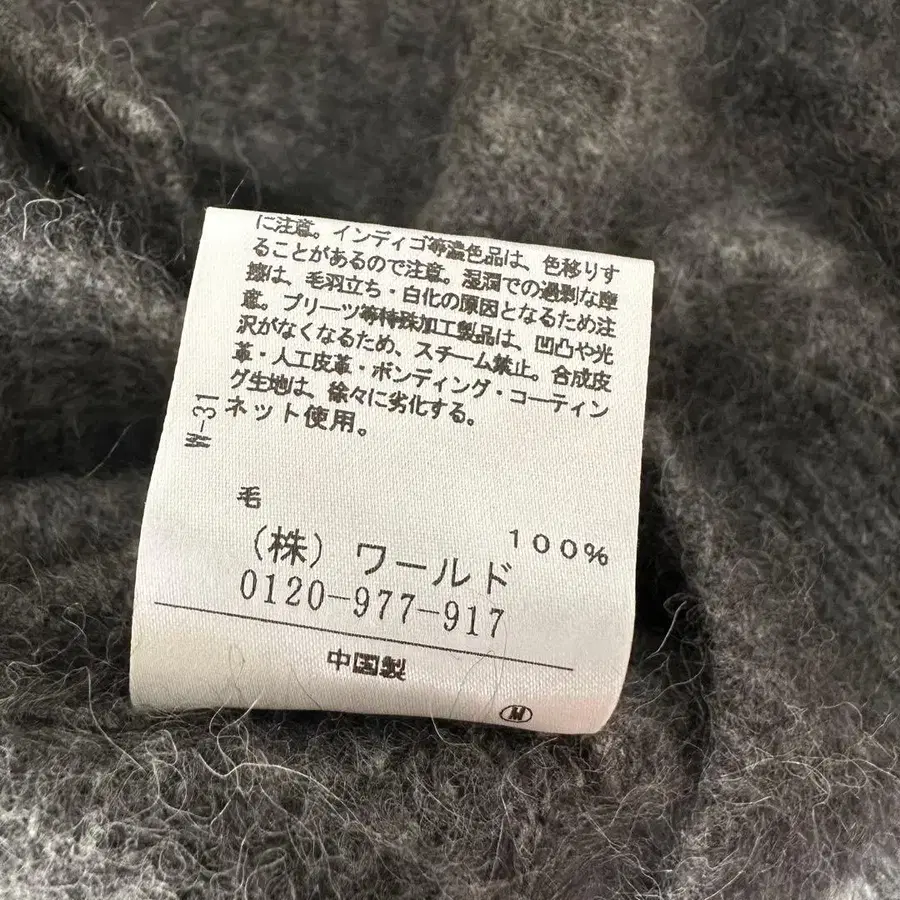 に注意。インディゴ等濃色品は、色移りす
ることがあるので注意。湿潤での過剰な摩
擦は、毛羽立ち・白化の原因となるため注
意。プリーツ等特殊加工製品は、凹凸や光
沢がなくなるため、スチーム禁止。合成皮
革・人工皮革・ボンディング・コーティン
グ生地は、徐々に劣化する。
ネット使用。
W-31
毛
100%
(株) ワールド
0120-977-917
中国製
M